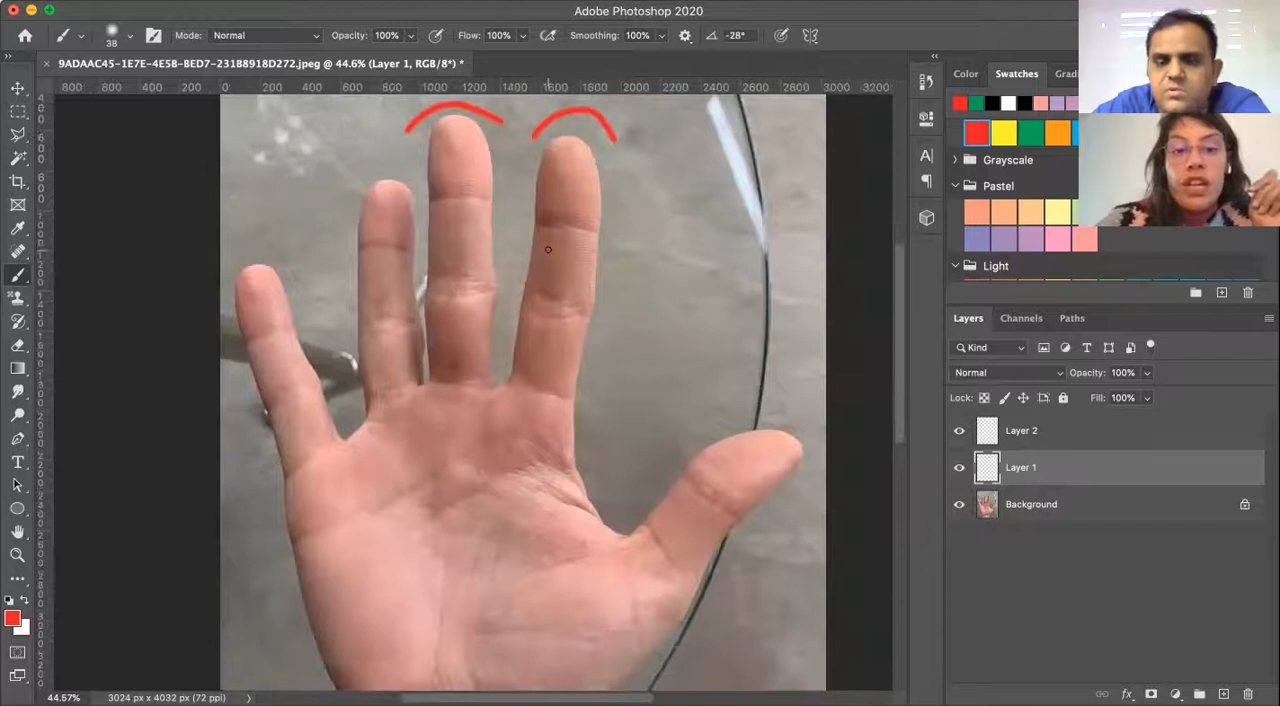 Adobe Photoshop 2020
38
Mode: Normal Opacity: 100% Flow: 100% Smoothing: 100% -28°
9ADAAC45-1E7E-4E5B-BED7-231B8918D272.jpeg @ 44.6% (Layer 1, RGB/8*) *
800 600 400 200 0 200 400 600 800 1000 1200 1400 1600 1800 2000 2200 2400 2600 2800 3000 3200
Color Swatches Gradi
Grayscale
Pastel
Light
Layers Channels Paths
Kind
Normal Opacity: 100%
Lock: Fill: 100%
Layer 2
Layer 1
Background
44.57% 3024 px x 4032 px (72 ppi)